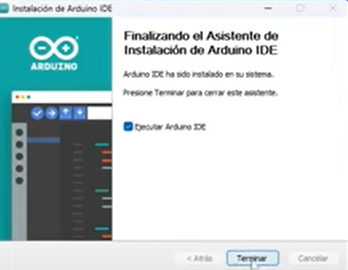 Instalación de Arduino IDE
ARDUINO
Finalizando el Asistente de
Instalación de Arduino IDE
Arduino IDE ha sido instalado en su sistema.
Presione Terminar para cerrar este asistente.
Ejecutar Arduino IDE
< Atrás
Terminar
Cancelar